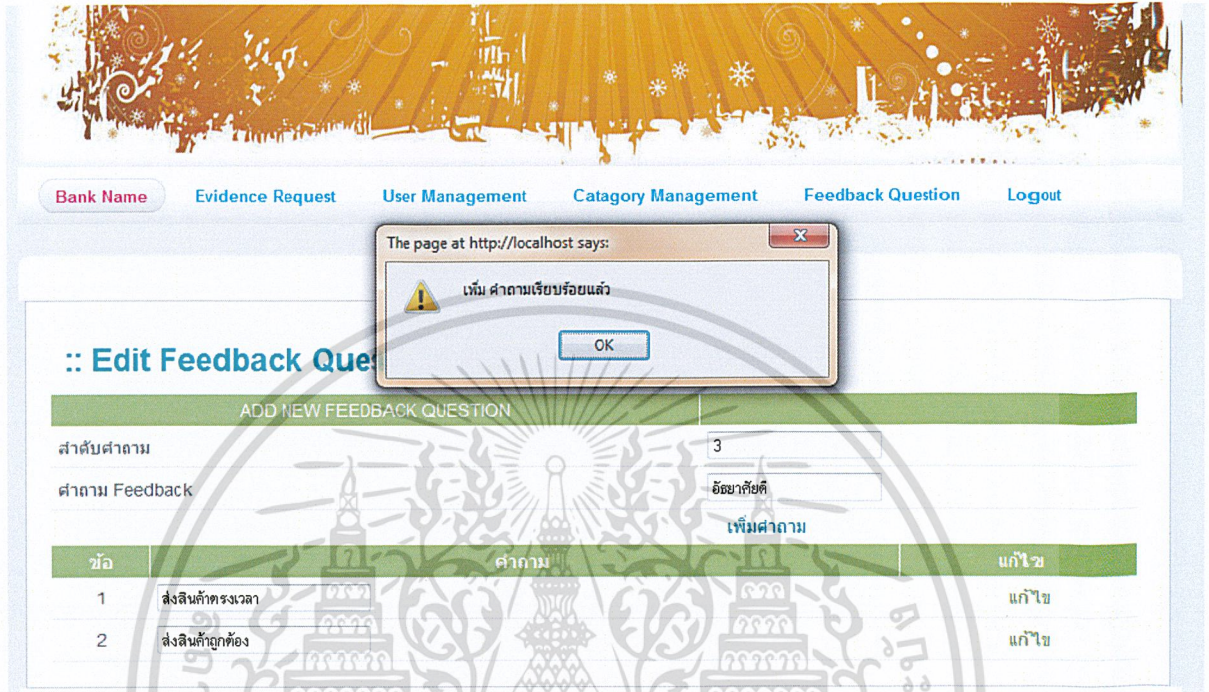 Bank Name Evidence Request User Management Catagory Management Feedback Question Logout
The page at http://localhost says:
เพิ่ม คำถามเรียบร้อยแล้ว
OK
:: Edit Feedback Ques
ADD NEW FEEDBACK QUESTION
ลำดับคำถาม 3
คำถาม Feedback อัธยาศัยดี
เพิ่มคำถาม
ข้อ คำถาม แก้ไข
1 ส่งสินค้าตรงเวลา แก้ไข
2 ส่งสินค้าถูกต้อง แก้ไข